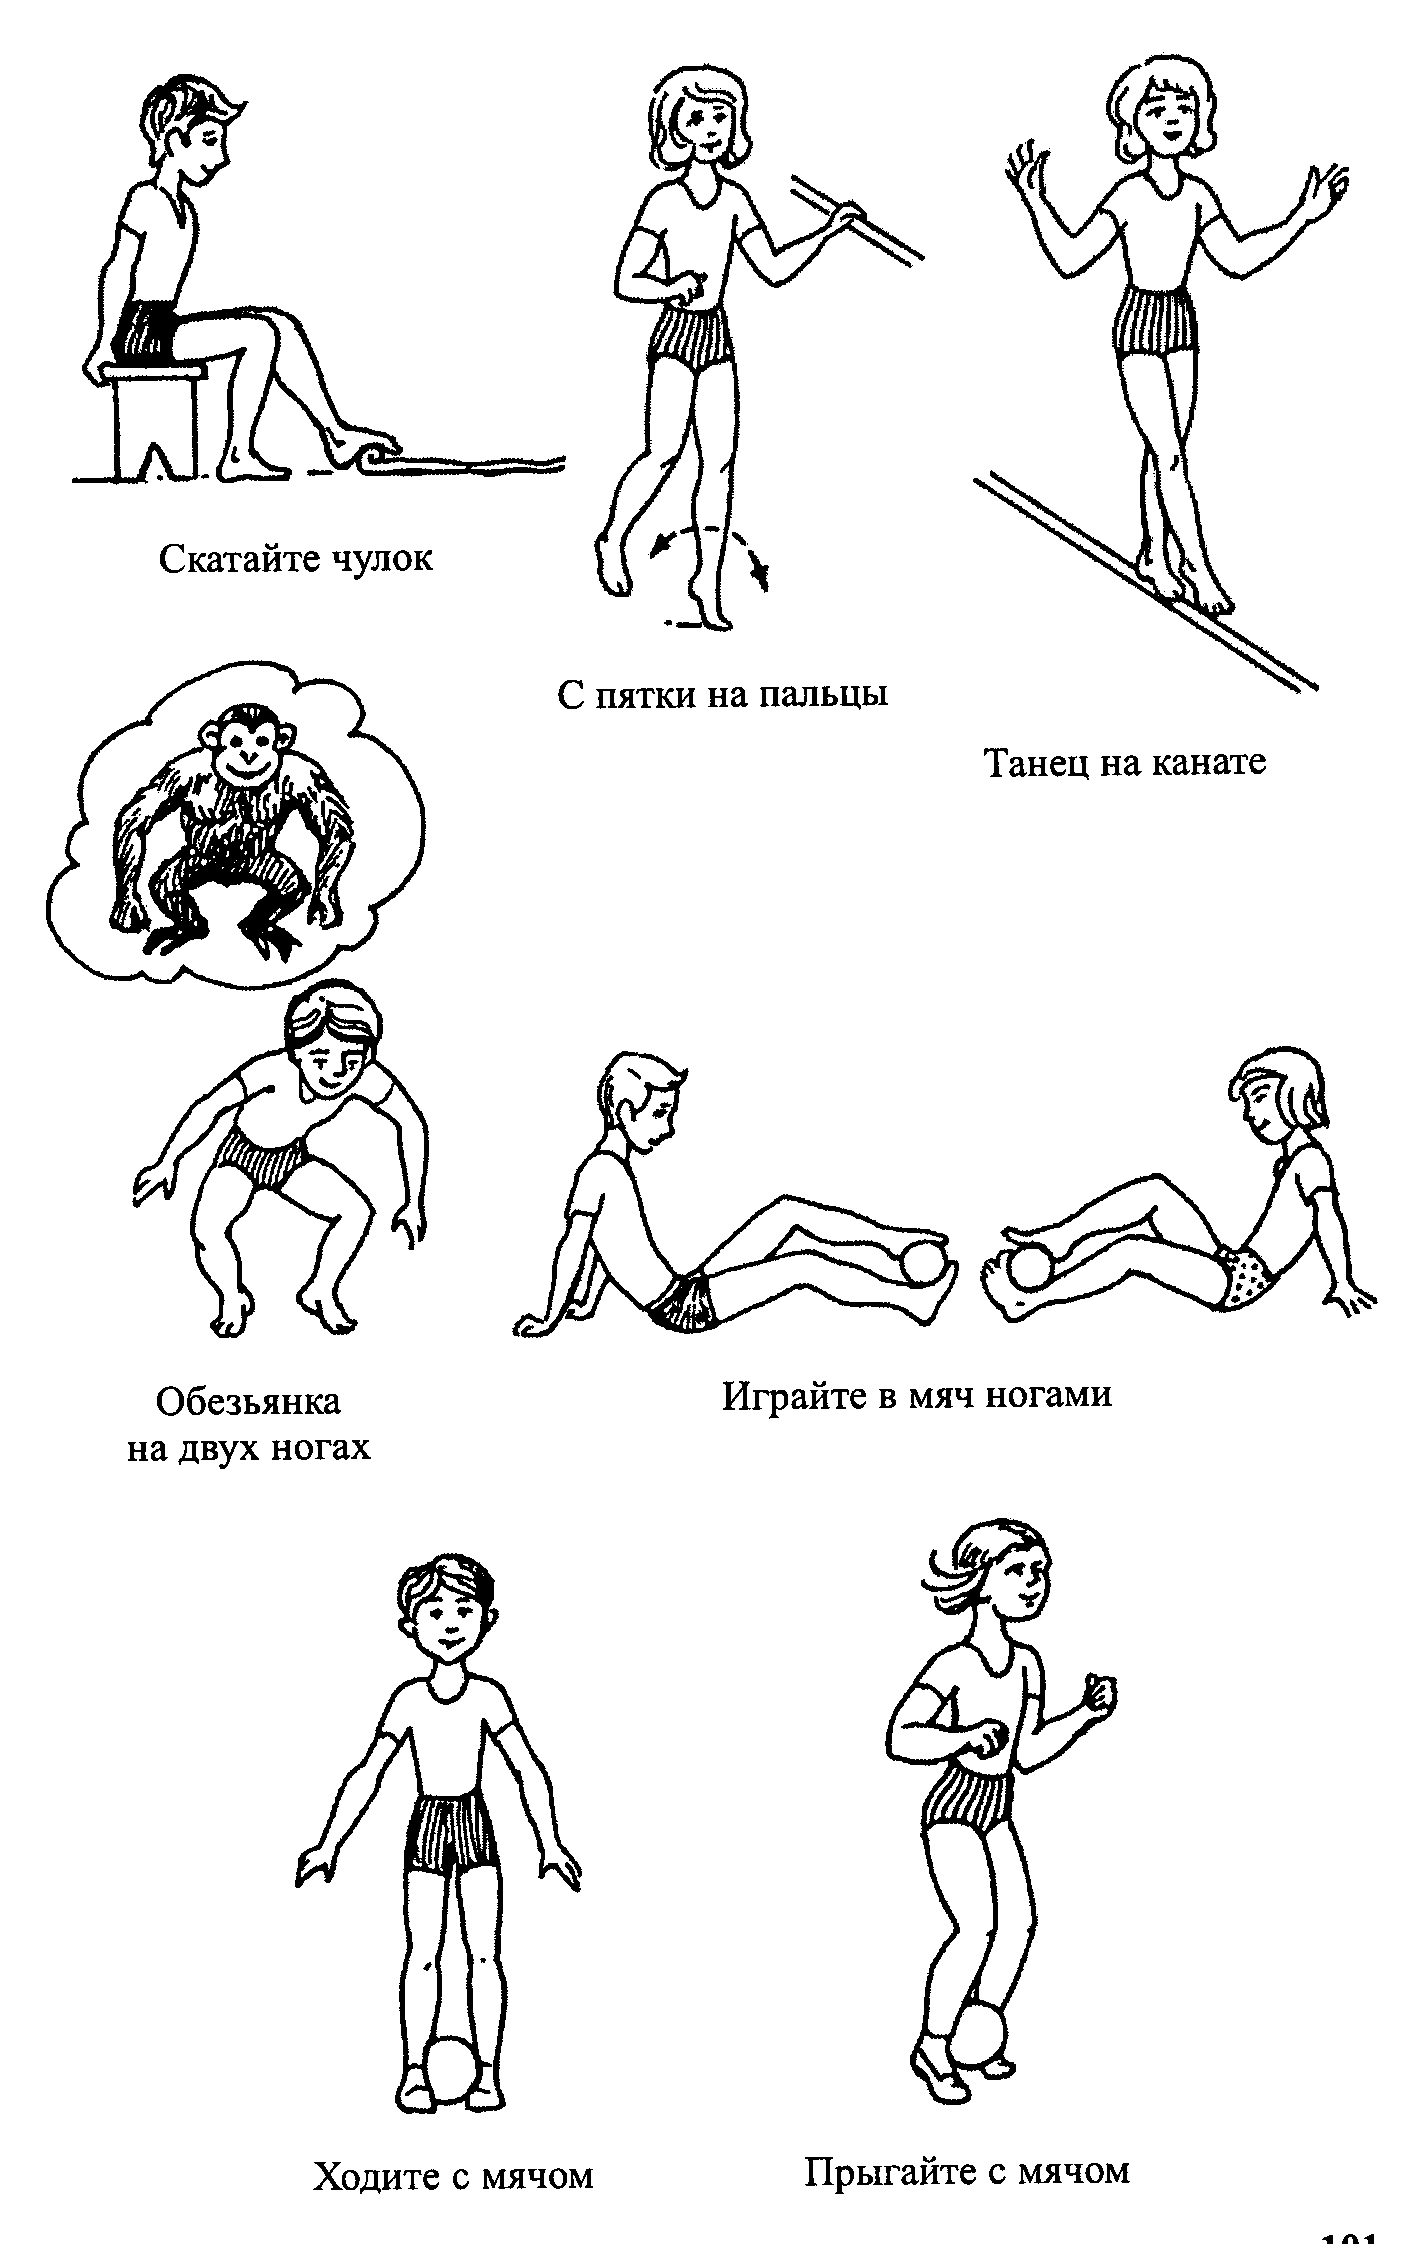 Скатайте чулок
С пятки на пальцы
Танец на канате
Обезьянка
на двух ногах
Играйте в мяч ногами
Ходите с мячом
Прыгайте с мячом